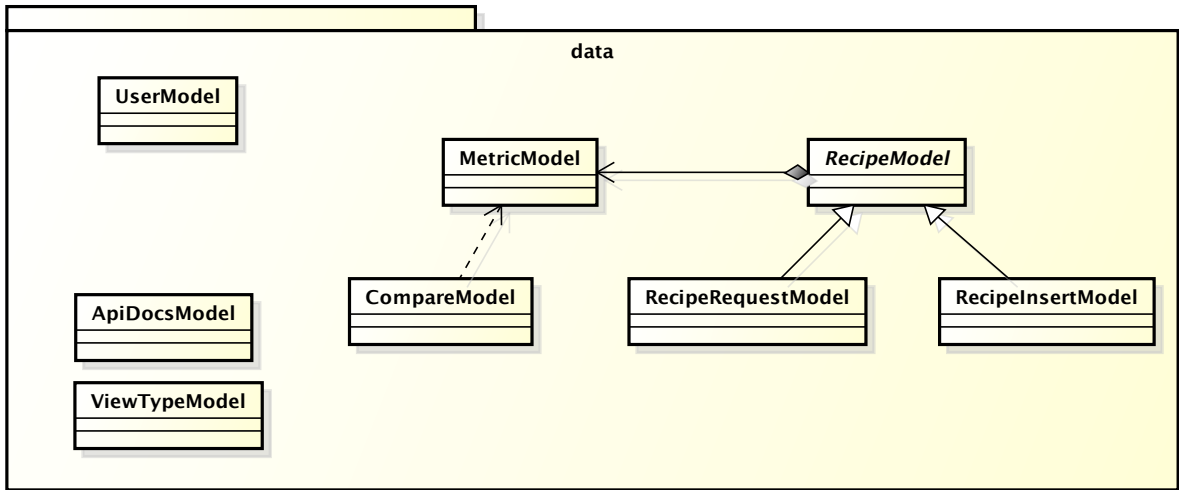 data
UserModel
MetricModel
RecipeModel
CompareModel
RecipeRequestModel
RecipeInsertModel
ApiDocsModel
ViewTypeModel